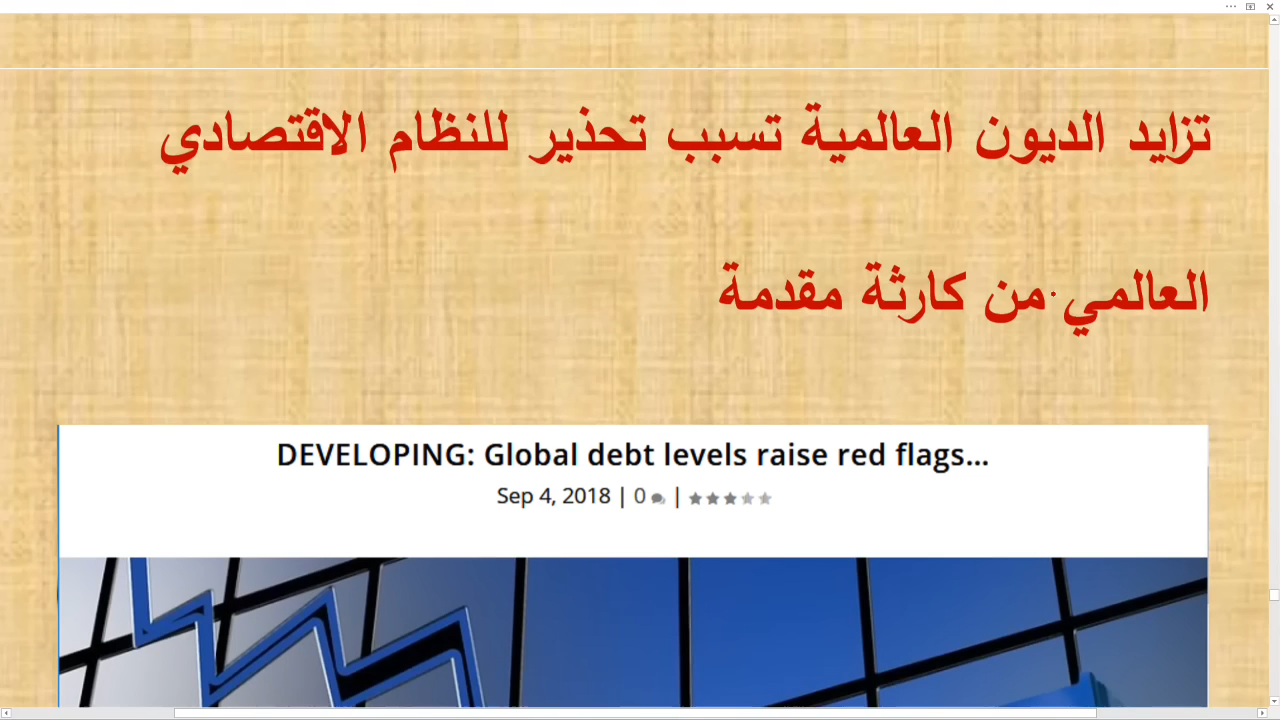 تزايد الديون العالمية تسبب تحذير للنظام الاقتصادي
العالمي من كارثة مقدمة
DEVELOPING: Global debt levels raise red flags...
Sep 4, 2018 | 0 |